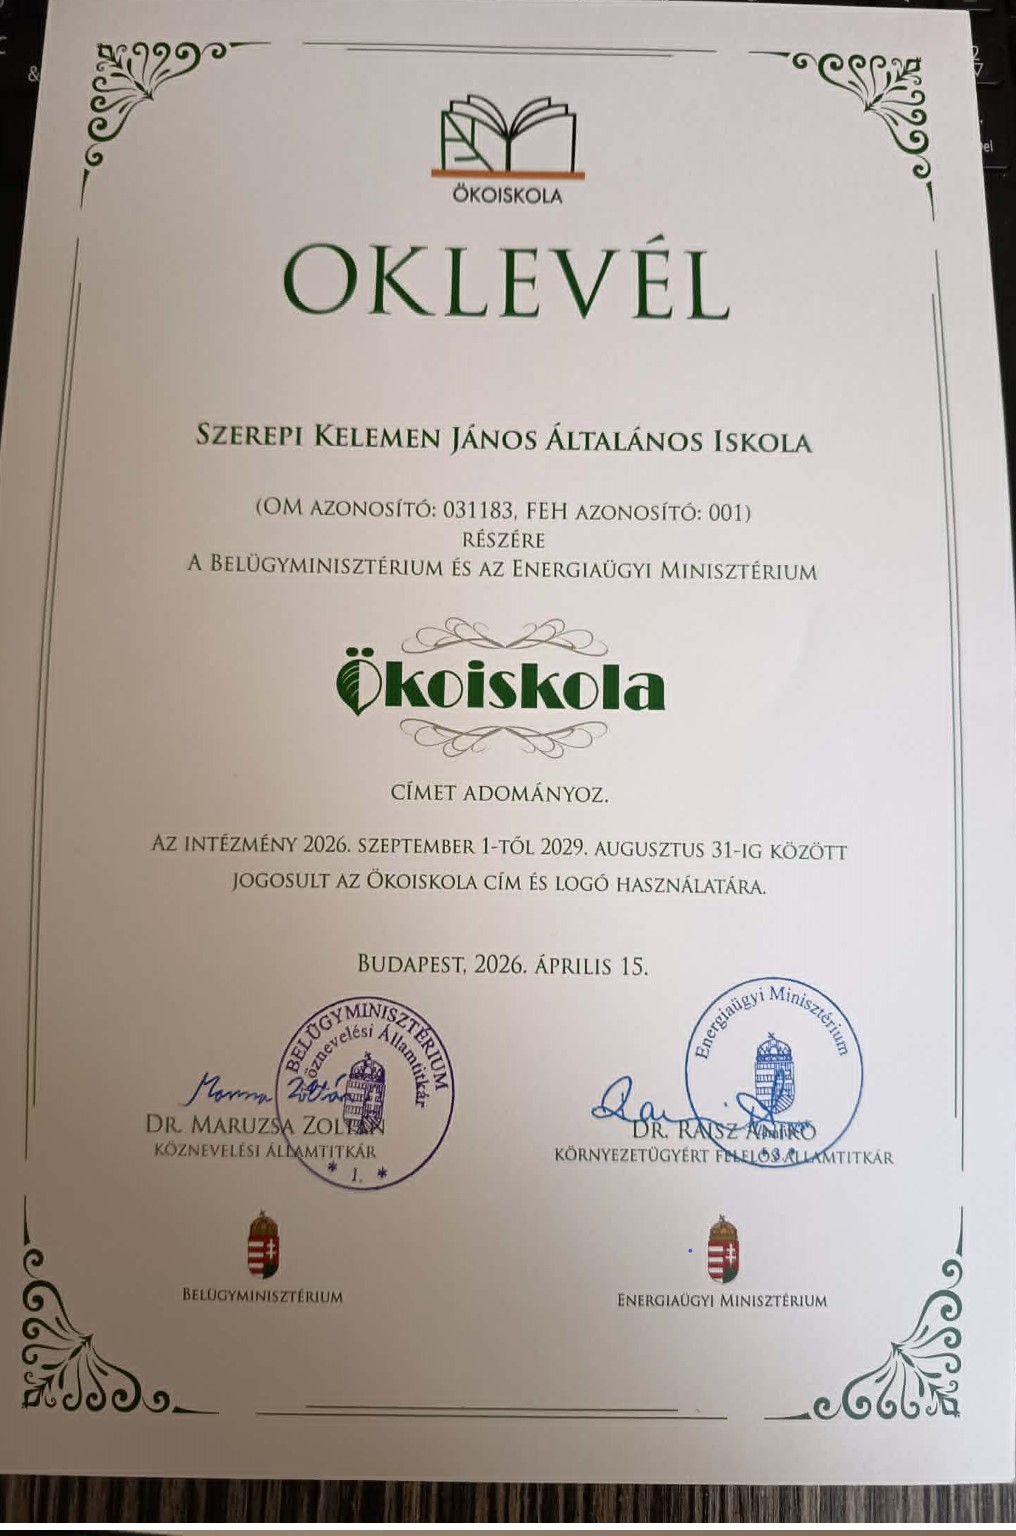 ÖKOISKOLA
OKLEVÉL
SZEREPI KELEMEN JÁNOS ÁLTALÁNOS ISKOLA
(OM AZONOSÍTÓ: 031183, FEH AZONOSÍTÓ: 001)
RÉSZÉRE
A BELÜGYMINISZTÉRIUM ÉS AZ ENERGIAÜGYI MINISZTÉRIUM
Ökoiskola
CÍMET ADOMÁNYOZ.
AZ INTÉZMÉNY 2026. SZEPTEMBER 1-TŐL 2029. AUGUSZTUS 31-IG KÖZÖTT
JOGOSULT AZ ÖKOISKOLA CÍM ÉS LOGÓ HASZNÁLATÁRA.
BUDAPEST, 2026. ÁPRILIS 15.
BELÜGYMINISZTÉRIUM
Köznevelési Államtitkár
* 1. *
Energiaügyi Minisztérium
DR. MARUZSA ZOLTÁN
KÖZNEVELÉSI ÁLLAMTITKÁR
DR. RAISZ ANIKÓ
KÖRNYEZETÜGYÉRT FELELŐS ÁLLAMTITKÁR
BELÜGYMINISZTÉRIUM
ENERGIAÜGYI MINISZTÉRIUM